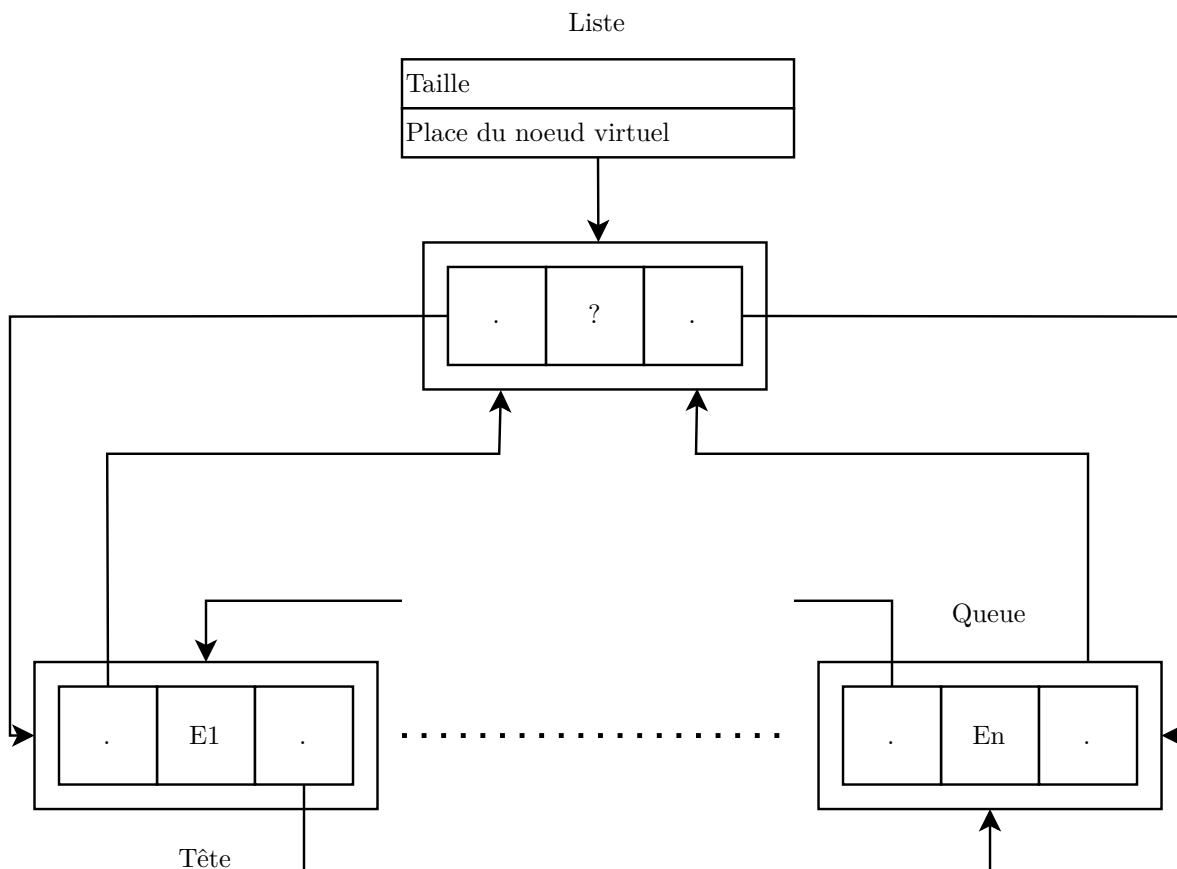 Liste
Taille
Place du noeud virtuel
. ? .
Queue
. E1 .
. En .
Tête